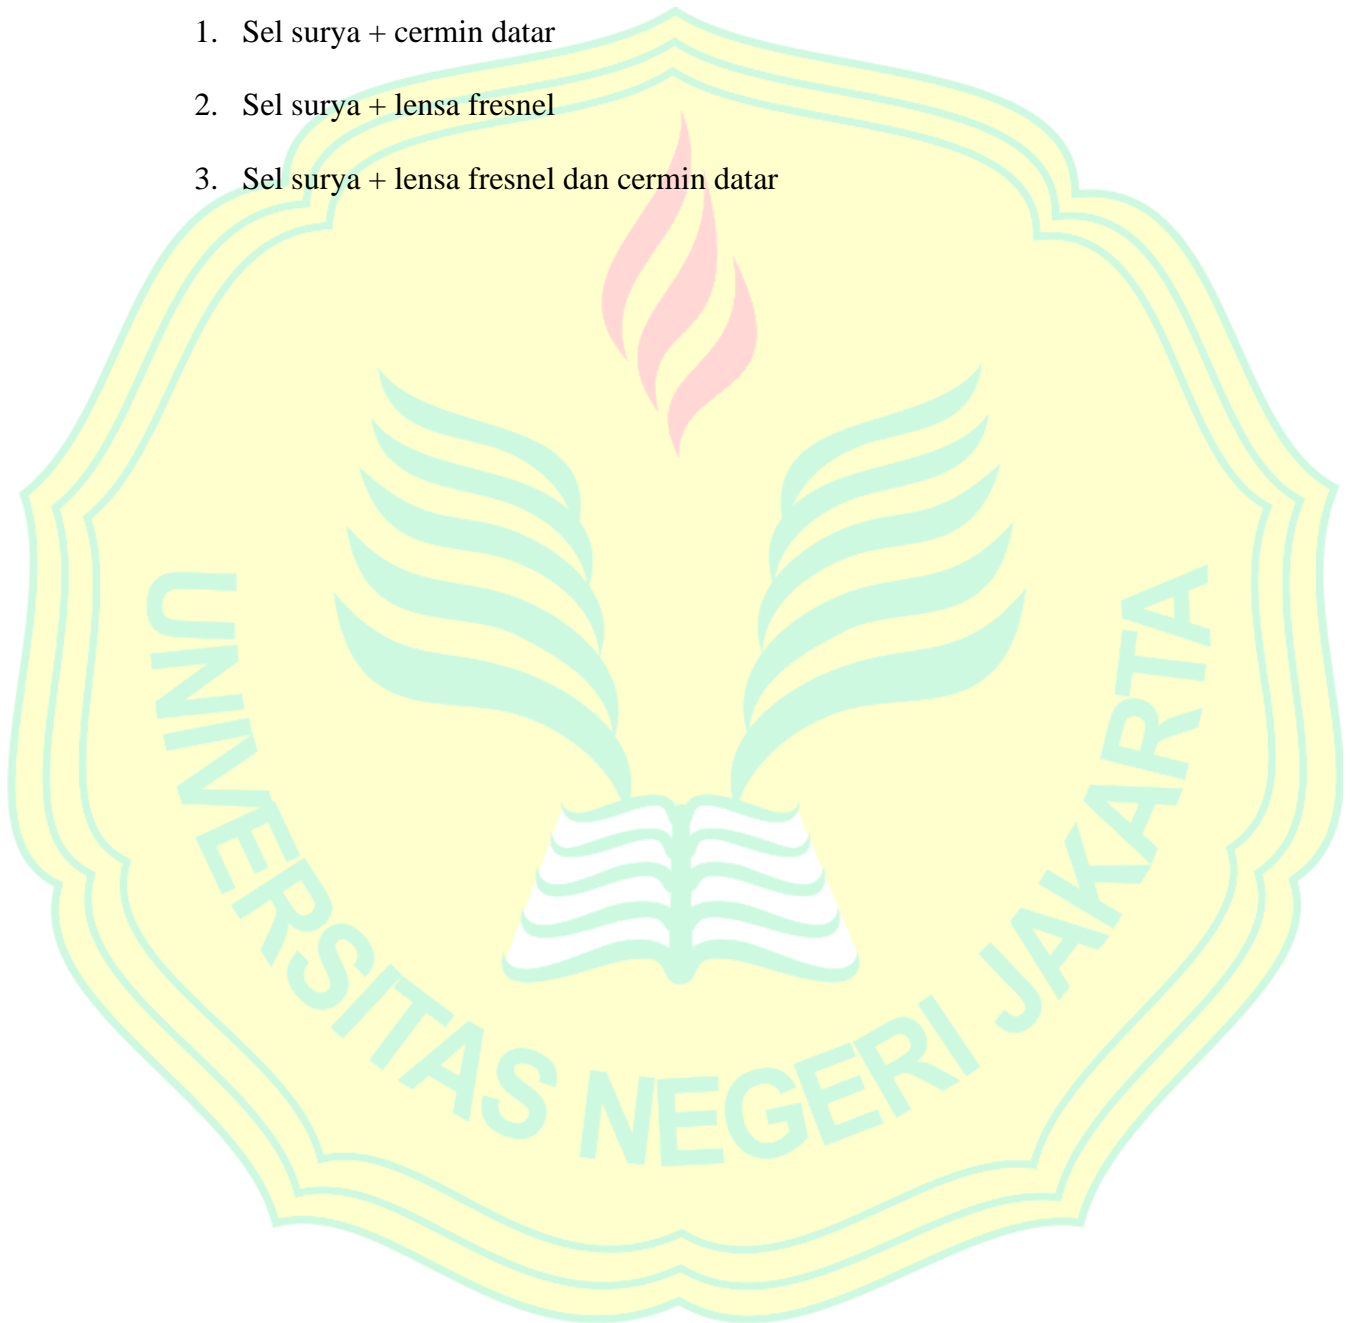 1. Sel surya + cermin datar
2. Sel surya + lensa fresnel
3. Sel surya + lensa fresnel dan cermin datar
UNIVERSITAS NEGERI JAKARTA